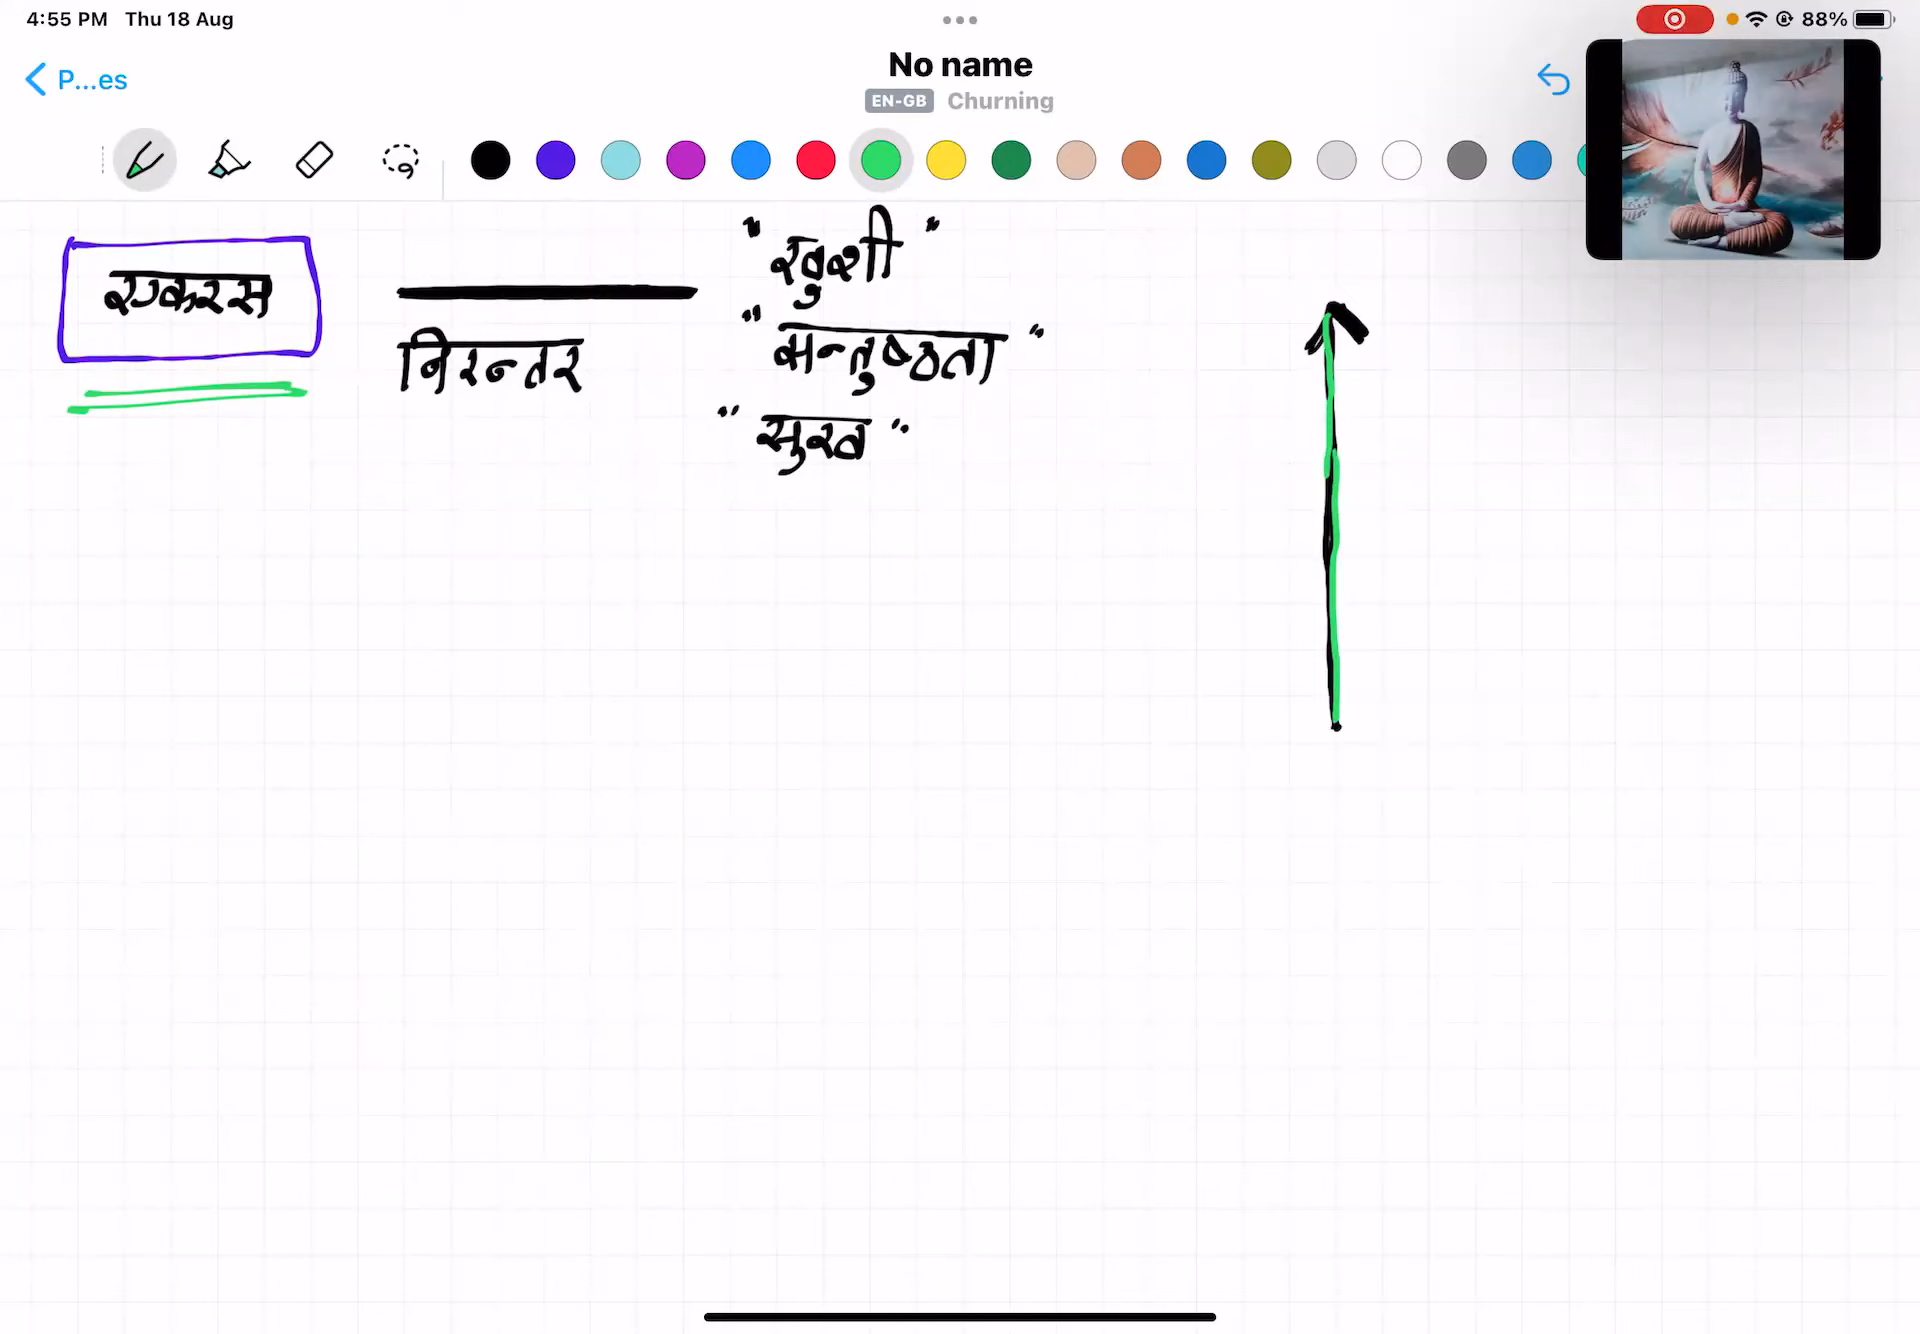 4:55 PM Thu 18 Aug
88%
P...es
No name
EN-GB Churning
एकरस
निरन्तर
"खुशी"
"सन्तुष्ठता"
"सुख"